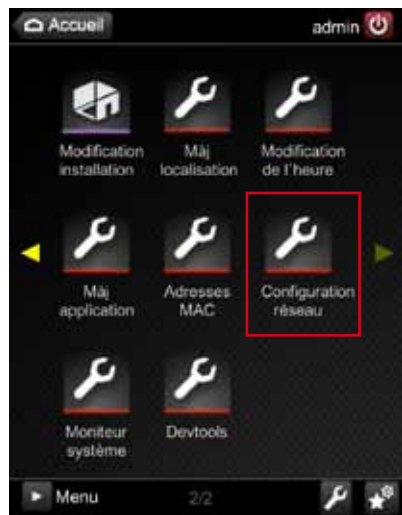 Accueil
admin
Modification
installation
Màj
localisation
Modification
de l'heure
Màj
application
Adresses
MAC
Configuration
réseau
Moniteur
système
Devtools
Menu
2/2